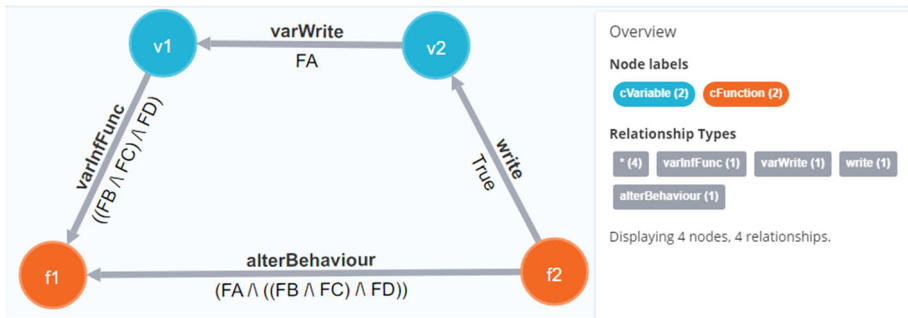 v1
varWrite
FA
v2
varInfFunc
((FB /\ FC) /\ FD)
write
True
f1
alterBehaviour
(FA /\ ((FB /\ FC) /\ FD))
f2
Overview
Node labels
cVariable (2) cFunction (2)
Relationship Types
* (4) varInfFunc (1) varWrite (1) write (1)
alterBehaviour (1)
Displaying 4 nodes, 4 relationships.